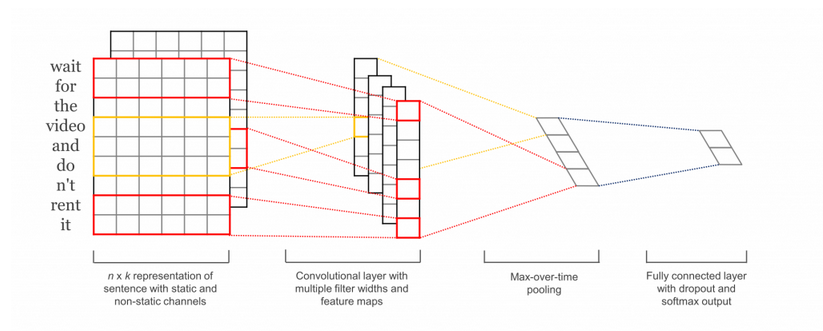 wait
for
the
video
and
do
n't
rent
it
n x k representation of
sentence with static and
non-static channels
Convolutional layer with
multiple filter widths and
feature maps
Max-over-time
pooling
Fully connected layer
with dropout and
softmax output